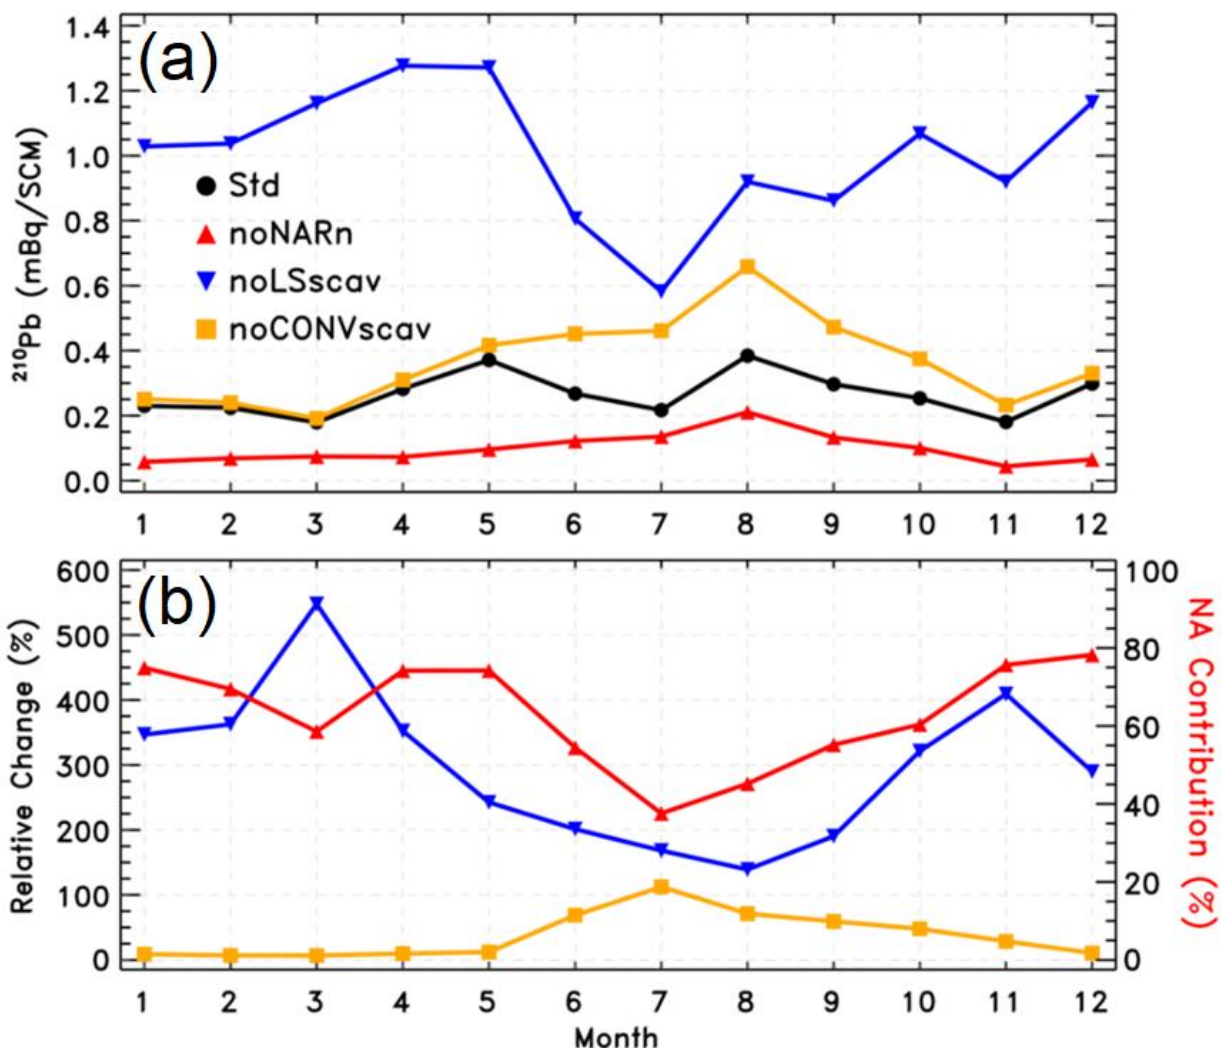 (a)
1.4
1.2
1.0
0.8
0.6
0.4
0.2
0.0
²¹⁰Pb (mBq/SCM)
Std
noNARn
noLSscav
noCONVscav
1 2 3 4 5 6 7 8 9 10 11 12
(b)
600
500
400
300
200
100
0
Relative Change (%)
100
80
60
40
20
0
NA Contribution (%)
1 2 3 4 5 6 7 8 9 10 11 12
Month